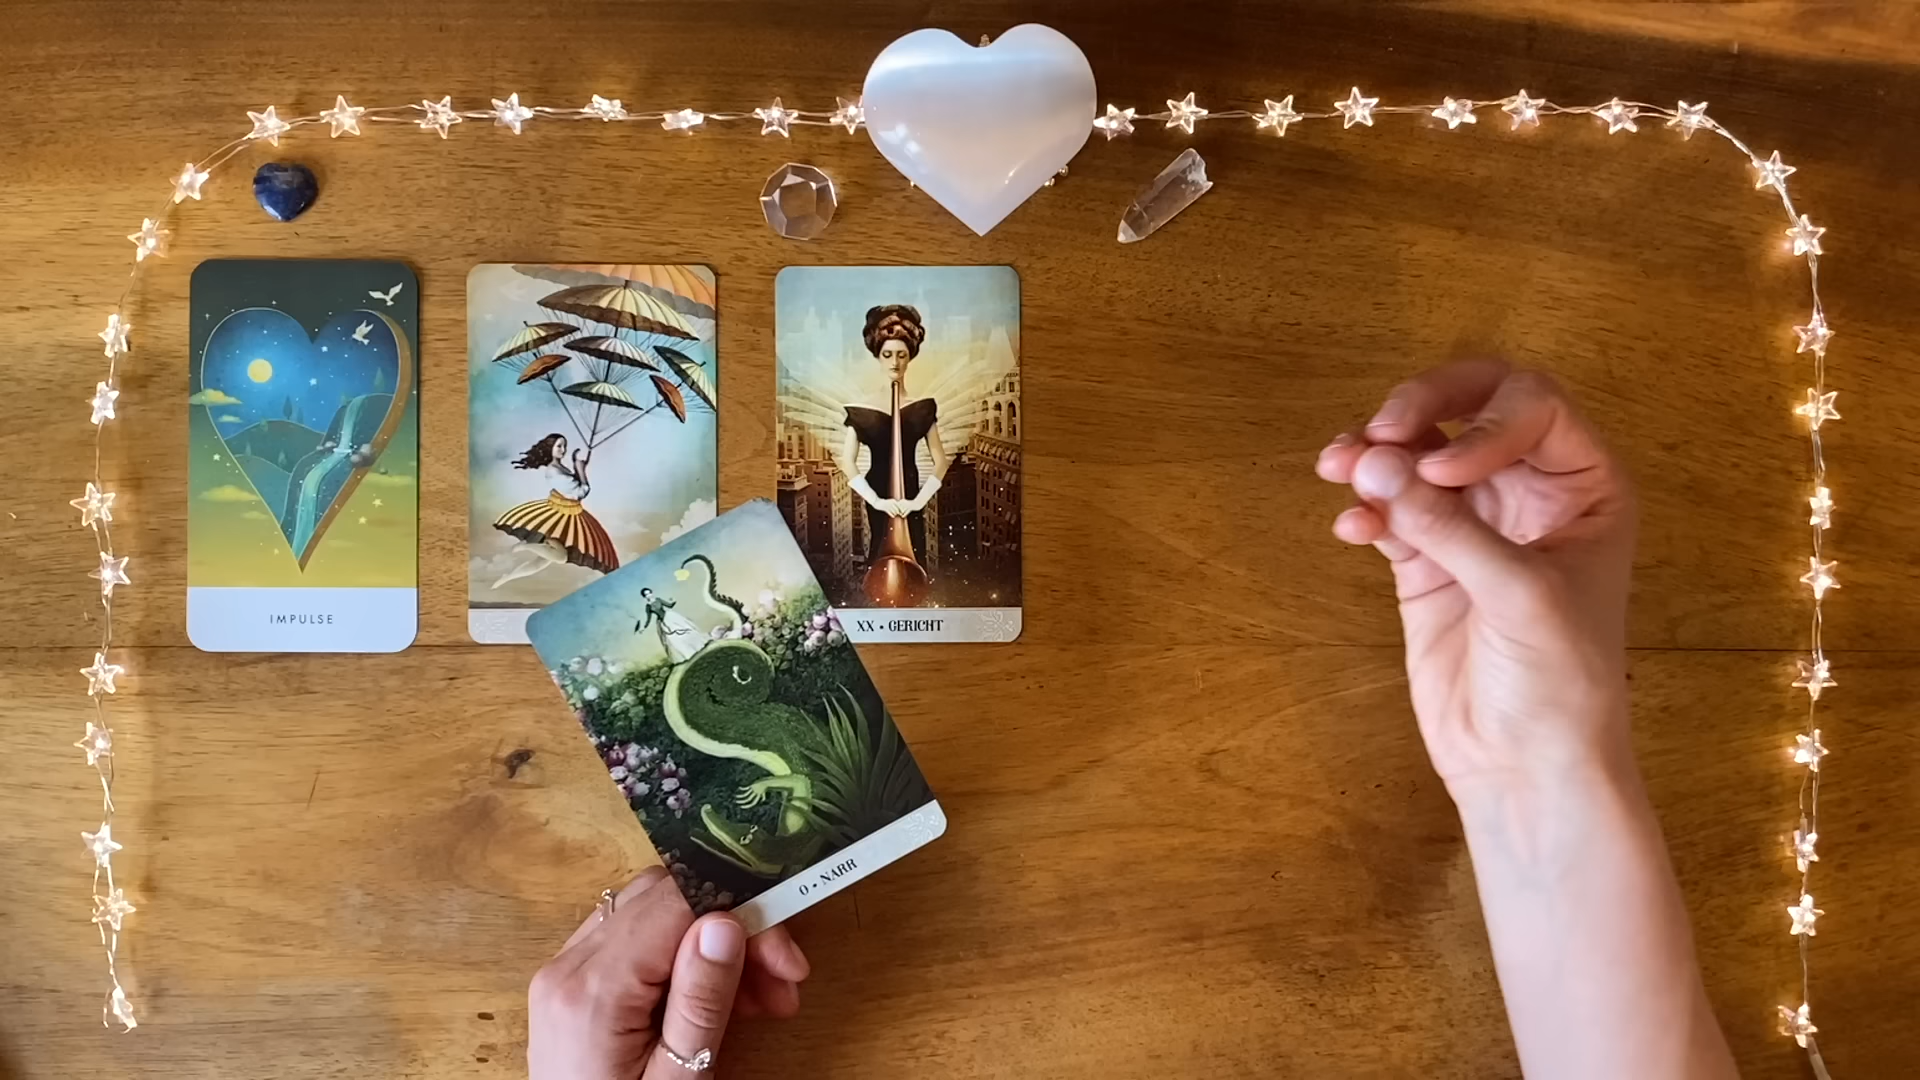 IMPULSE
XX • GERICHT
0 • NARR